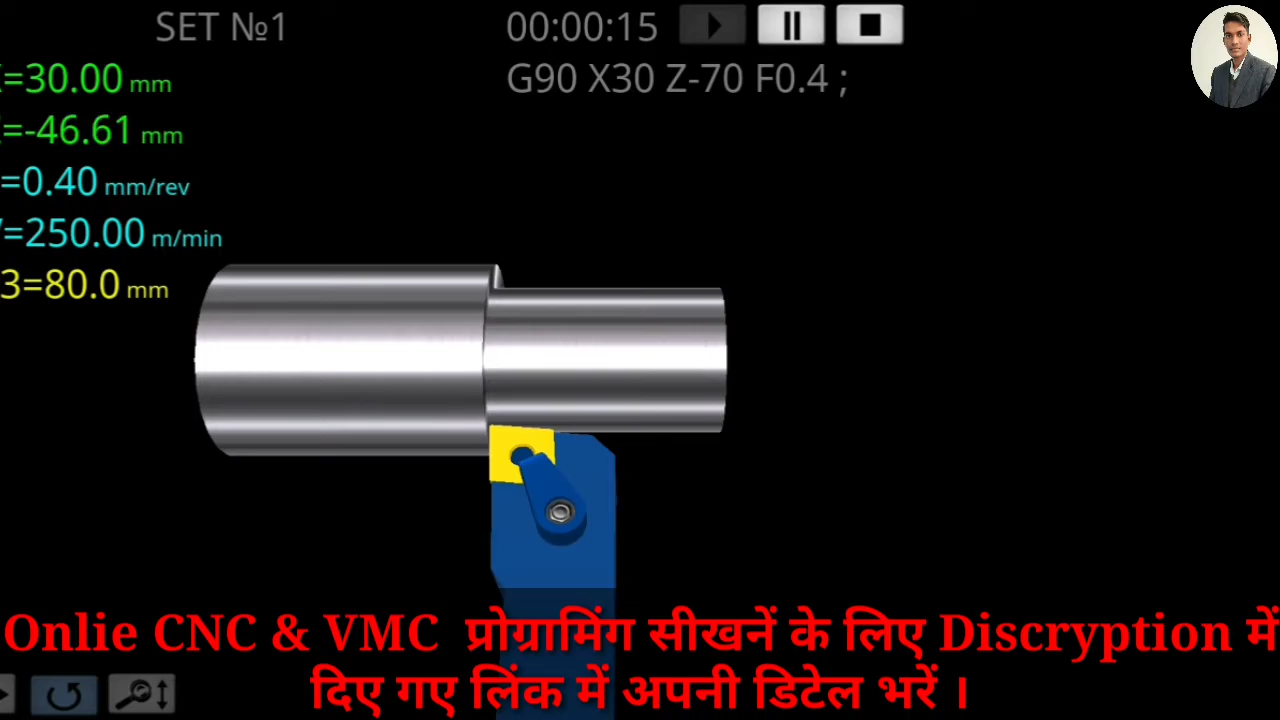 SET №1
00:00:15
G90 X30 Z-70 F0.4 ;
=30.00 mm
=-46.61 mm
=0.40 mm/rev
=250.00 m/min
3=80.0 mm
Onlie CNC & VMC प्रोग्रामिंग सीखनें के लिए Discryption में
दिए गए लिंक में अपनी डिटेल भरें ।